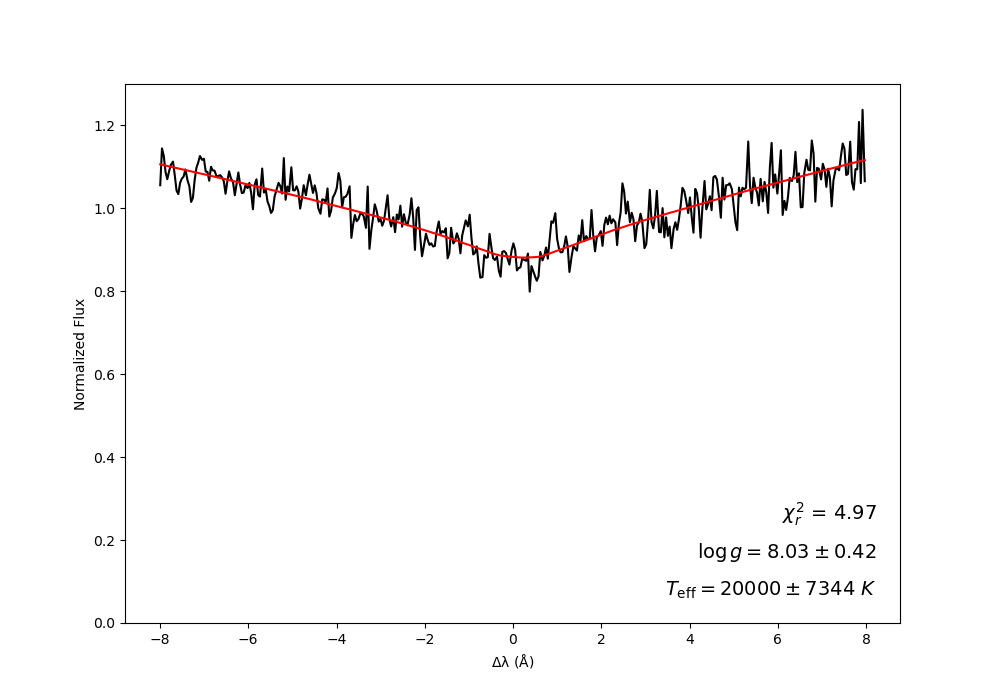 1.2
1.0
0.8
0.6
0.4
0.2
0.0
Normalized Flux
χ²ᵣ = 4.97
log g = 8.03 ± 0.42
T_eff = 20000 ± 7344 K
−8 −6 −4 −2 0 2 4 6 8
Δλ (Å)